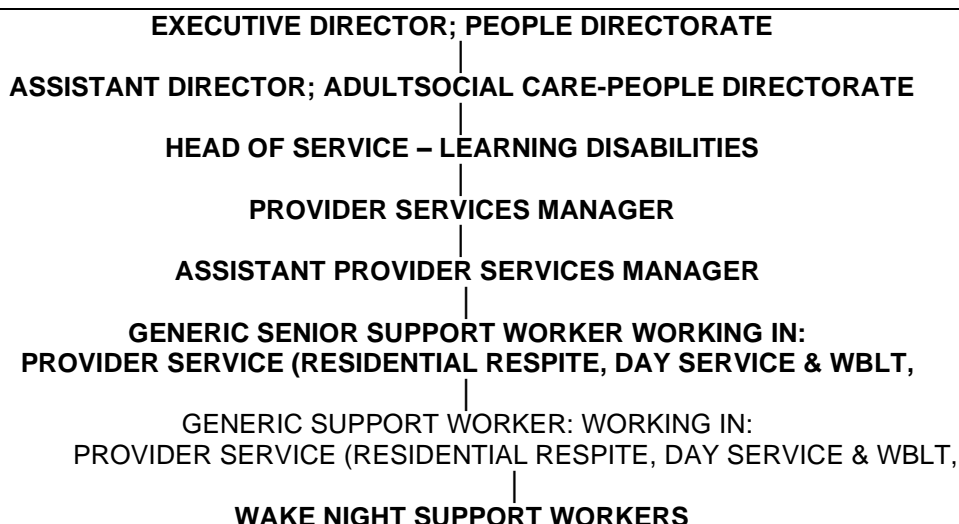 EXECUTIVE DIRECTOR; PEOPLE DIRECTORATE
ASSISTANT DIRECTOR; ADULTSOCIAL CARE-PEOPLE DIRECTORATE
HEAD OF SERVICE – LEARNING DISABILITIES
PROVIDER SERVICES MANAGER
ASSISTANT PROVIDER SERVICES MANAGER
GENERIC SENIOR SUPPORT WORKER WORKING IN:
PROVIDER SERVICE (RESIDENTIAL RESPITE, DAY SERVICE & WBLT,
GENERIC SUPPORT WORKER: WORKING IN:
PROVIDER SERVICE (RESIDENTIAL RESPITE, DAY SERVICE & WBLT,
WAKE NIGHT SUPPORT WORKERS